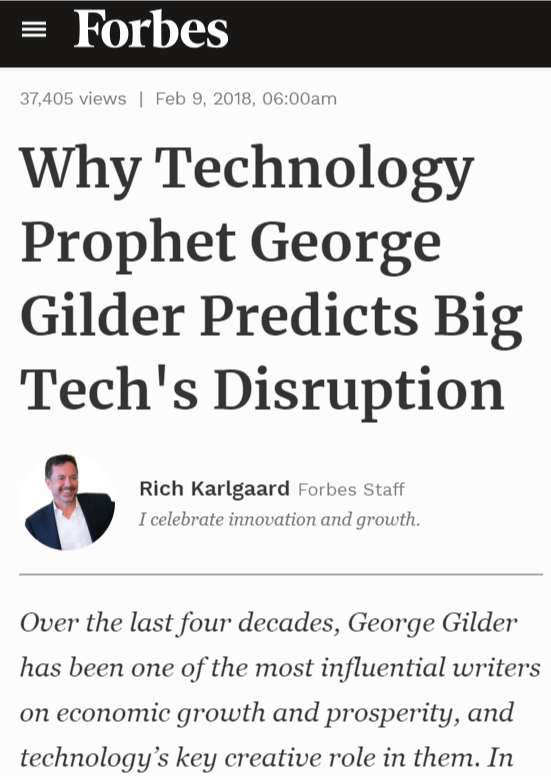 Forbes
37,405 views | Feb 9, 2018, 06:00am
Why Technology
Prophet George
Gilder Predicts Big
Tech's Disruption
Rich Karlgaard Forbes Staff
I celebrate innovation and growth.
Over the last four decades, George Gilder
has been one of the most influential writers
on economic growth and prosperity, and
technology’s key creative role in them. In